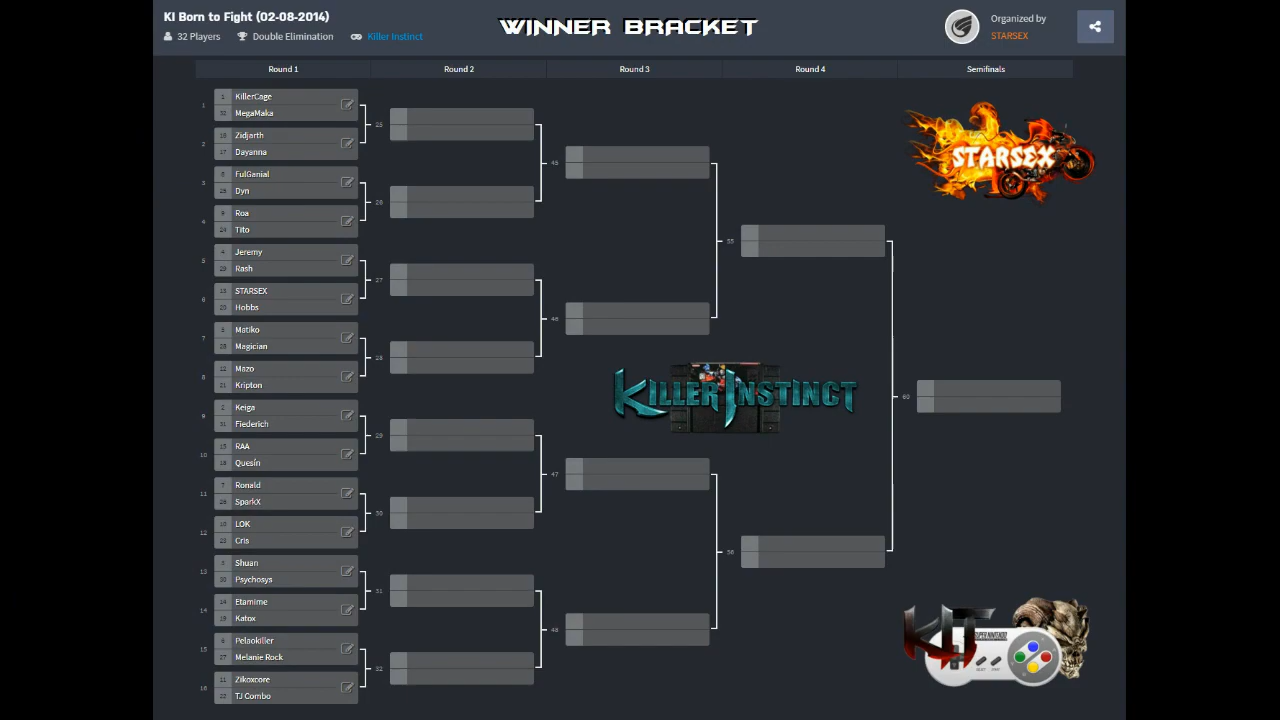 KI Born to Fight (02-08-2014)
WINNER BRACKET
Organized by
32 Players Double Elimination Killer Instinct
STARSEX
Round 1 Round 2 Round 3 Round 4 Semifinals
KillerCage
MegaMaka
Zidjarth
Dayanna
FulGanial
Dyn
Roa
Tito
Jeremy
Rash
STARSEX
Hobbs
Matiko
Magician
Mazo
Kripton
Keiga
Fiederich
RAA
Quesín
Ronald
SparkX
LOK
Cris
Shuan
Psychosys
Etamime
Katox
Pelaokiller
Melanie Rock
Zikoxcore
TJ Combo
STARSEX
KILLER INSTINCT
KIT
SUPER NINTENDO